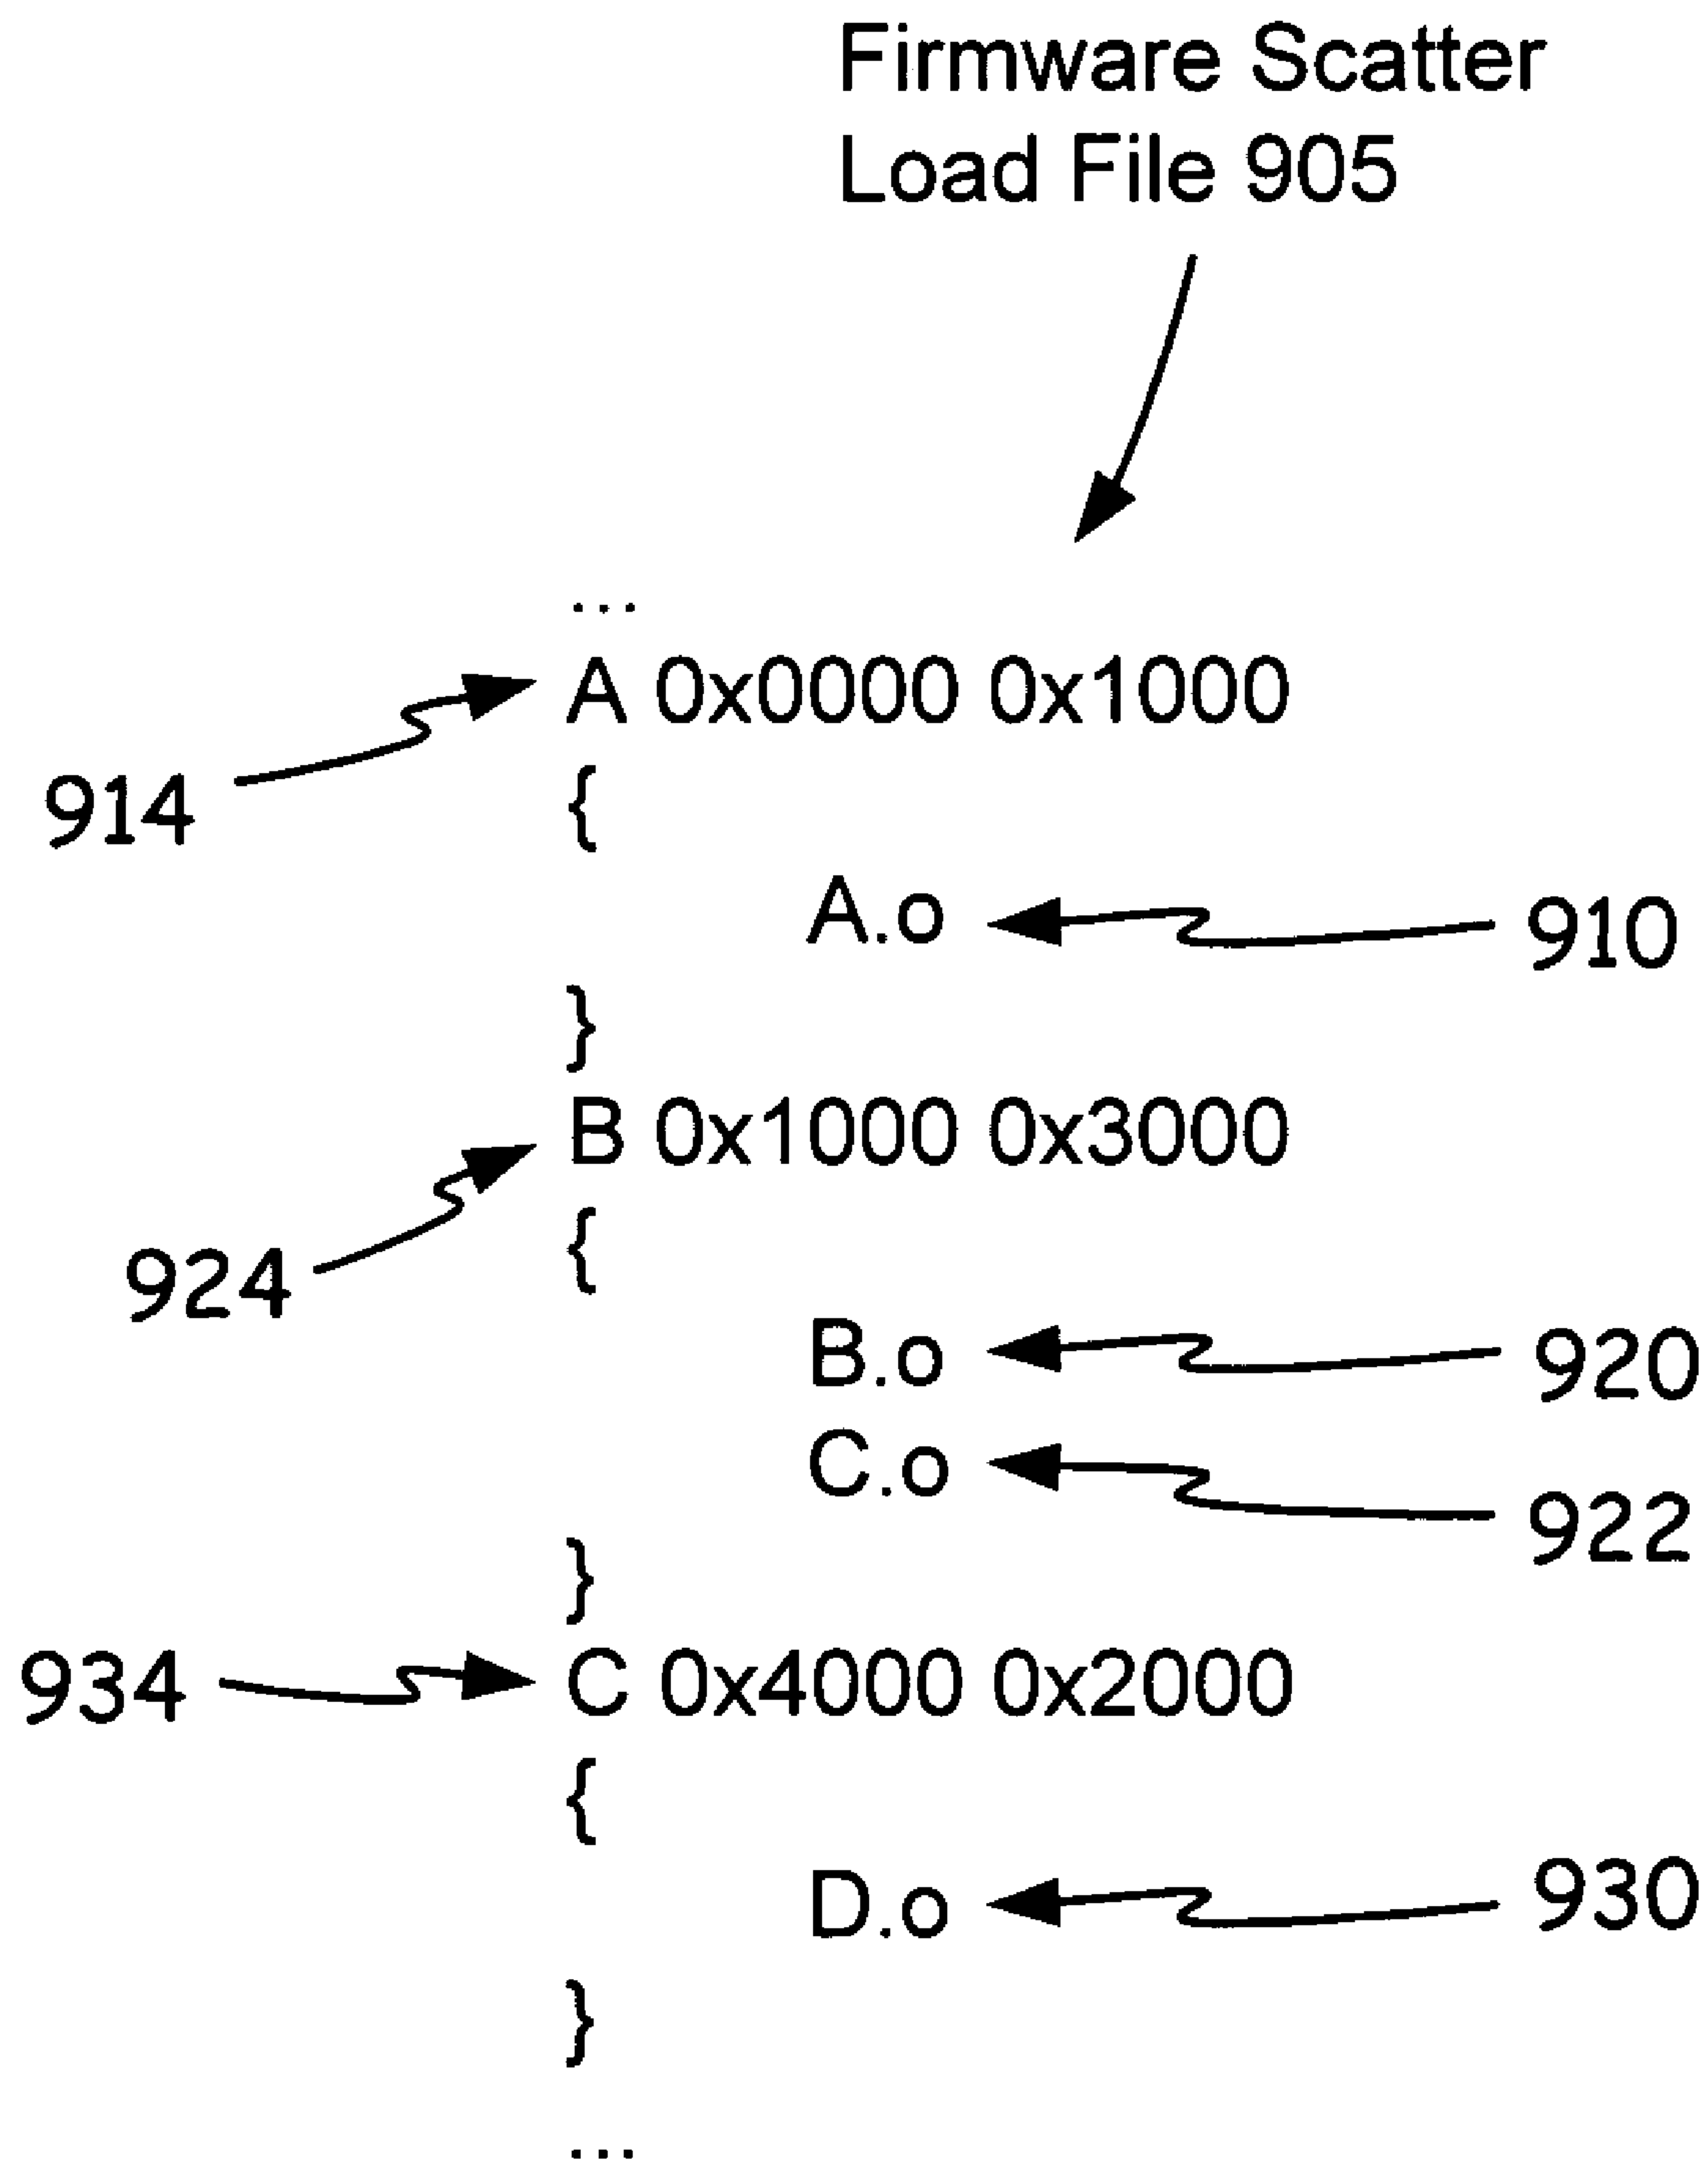 Firmware Scatter
Load File 905
...
A 0x0000 0x1000
914
{
A.o
910
}
B 0x1000 0x3000
924
{
B.o
920
C.o
922
}
C 0x4000 0x2000
934
{
D.o
930
}
...